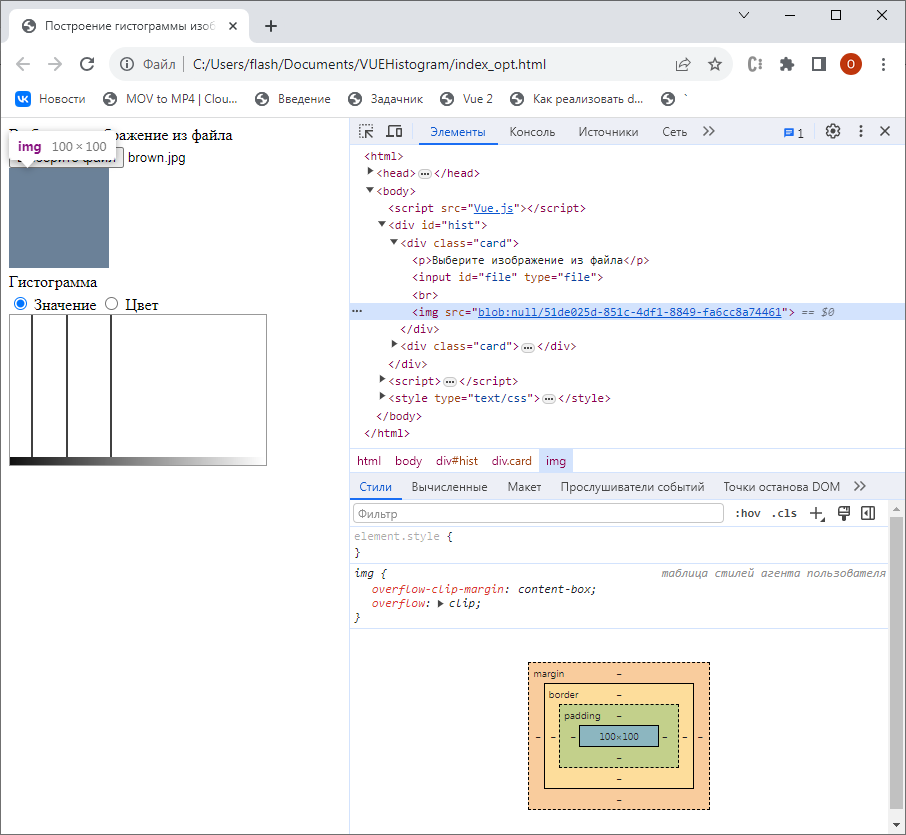 Построение гистограммы изоб
Файл C:/Users/flash/Documents/VUEHistogram/index_opt.html
О
Новости MOV to MP4 | Clou... Введение Задачник Vue 2 Как реализовать d... `
бражение из файла
img 100 × 100
brown.jpg
Гистограмма
Значение Цвет
Элементы Консоль Источники Сеть 1
<html>
<head> ••• </head>
<body>
<script src="Vue.js"></script>
<div id="hist">
<div class="card">
<p>Выберите изображение из файла</p>
<input id="file" type="file">
<br>
••• <img src="blob:null/51de025d-851c-4df1-8849-fa6cc8a74461"> == $0
</div>
<div class="card"> ••• </div>
</div>
<script> ••• </script>
<style type="text/css"> ••• </style>
</body>
</html>
html body div#hist div.card img
Стили Вычисленные Макет Прослушиватели событий Точки останова DOM
Фильтр :hov .cls
element.style {
}
img { таблица стилей агента пользователя
overflow-clip-margin: content-box;
overflow: clip;
}
margin –
border –
padding –
– – – 100×100 – – –
–
–
–